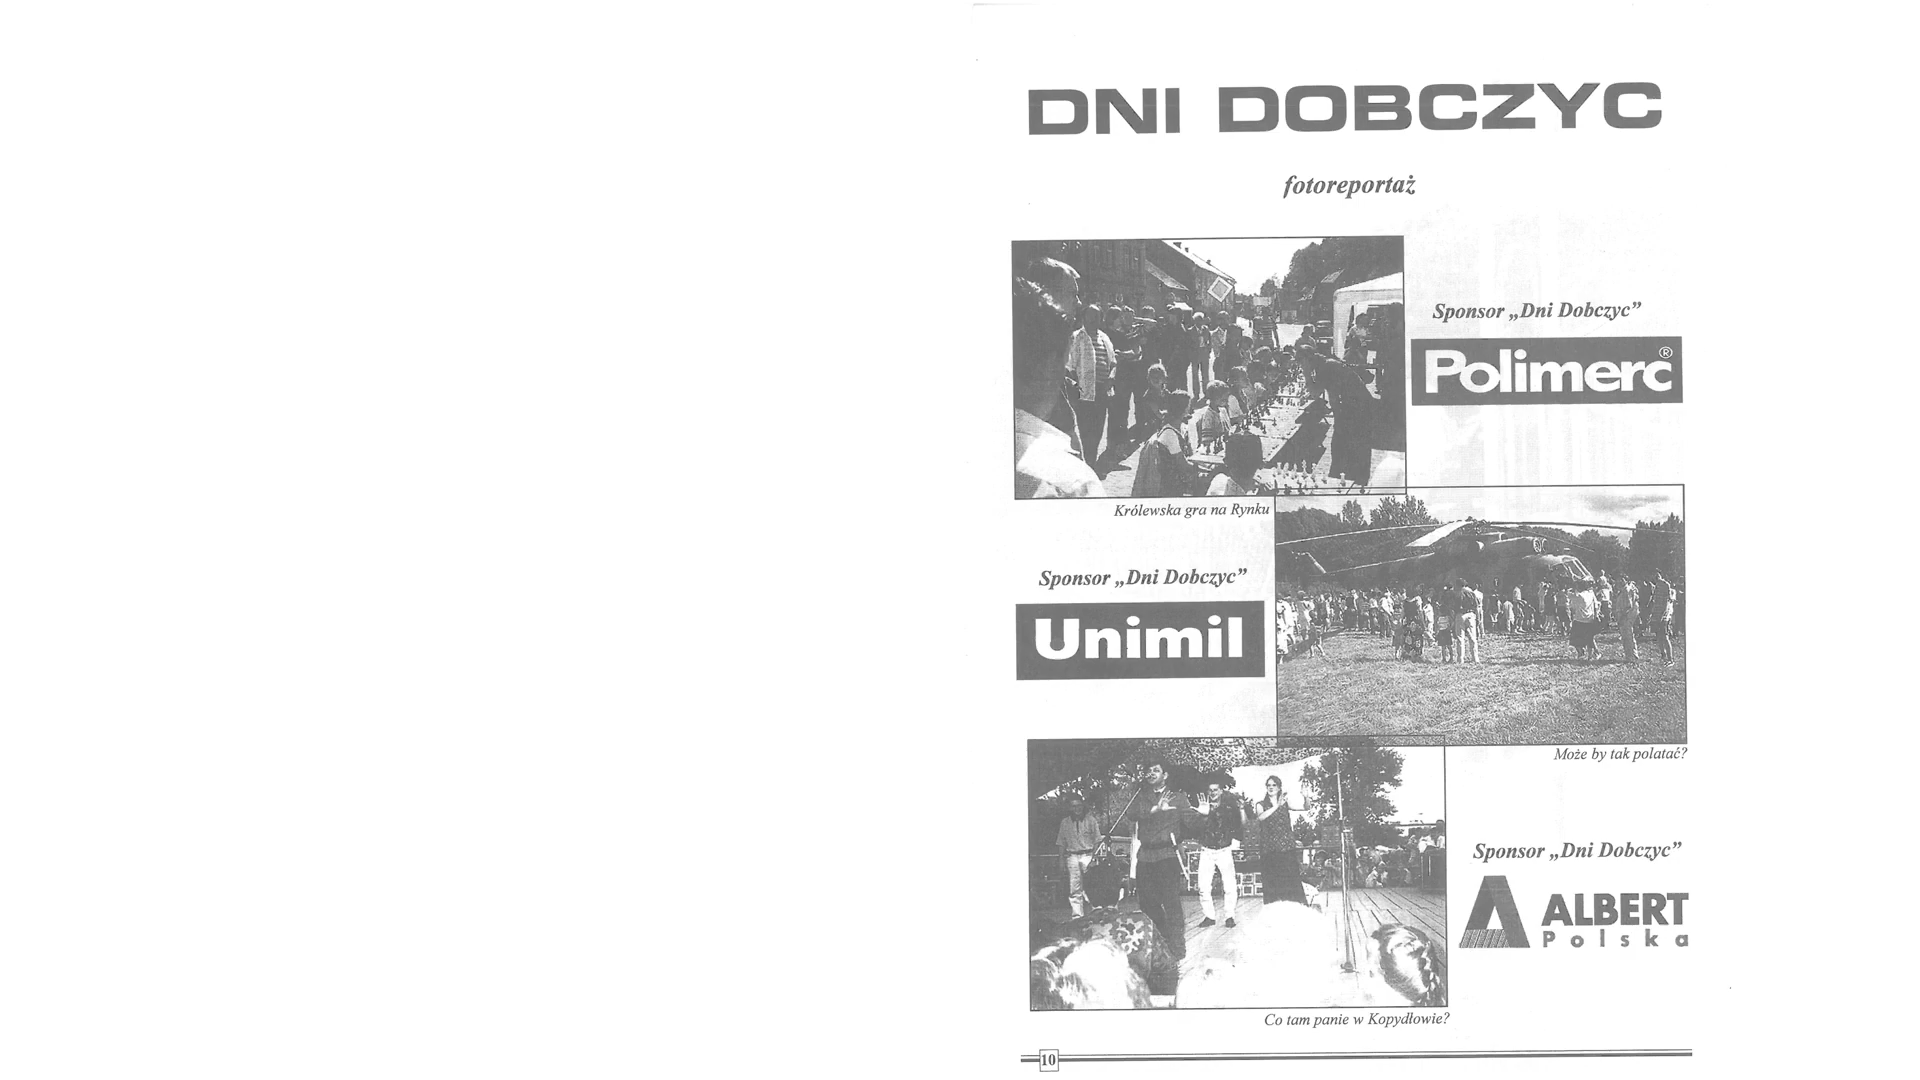 DNI DOBCZYC
fotoreportaż
Sponsor „Dni Dobczyc”
Polimerc®
Królewska gra na Rynku
Sponsor „Dni Dobczyc”
Unimil
Może by tak polatać?
Sponsor „Dni Dobczyc”
ALBERT
Polska
Co tam panie w Kopydłowie?
10